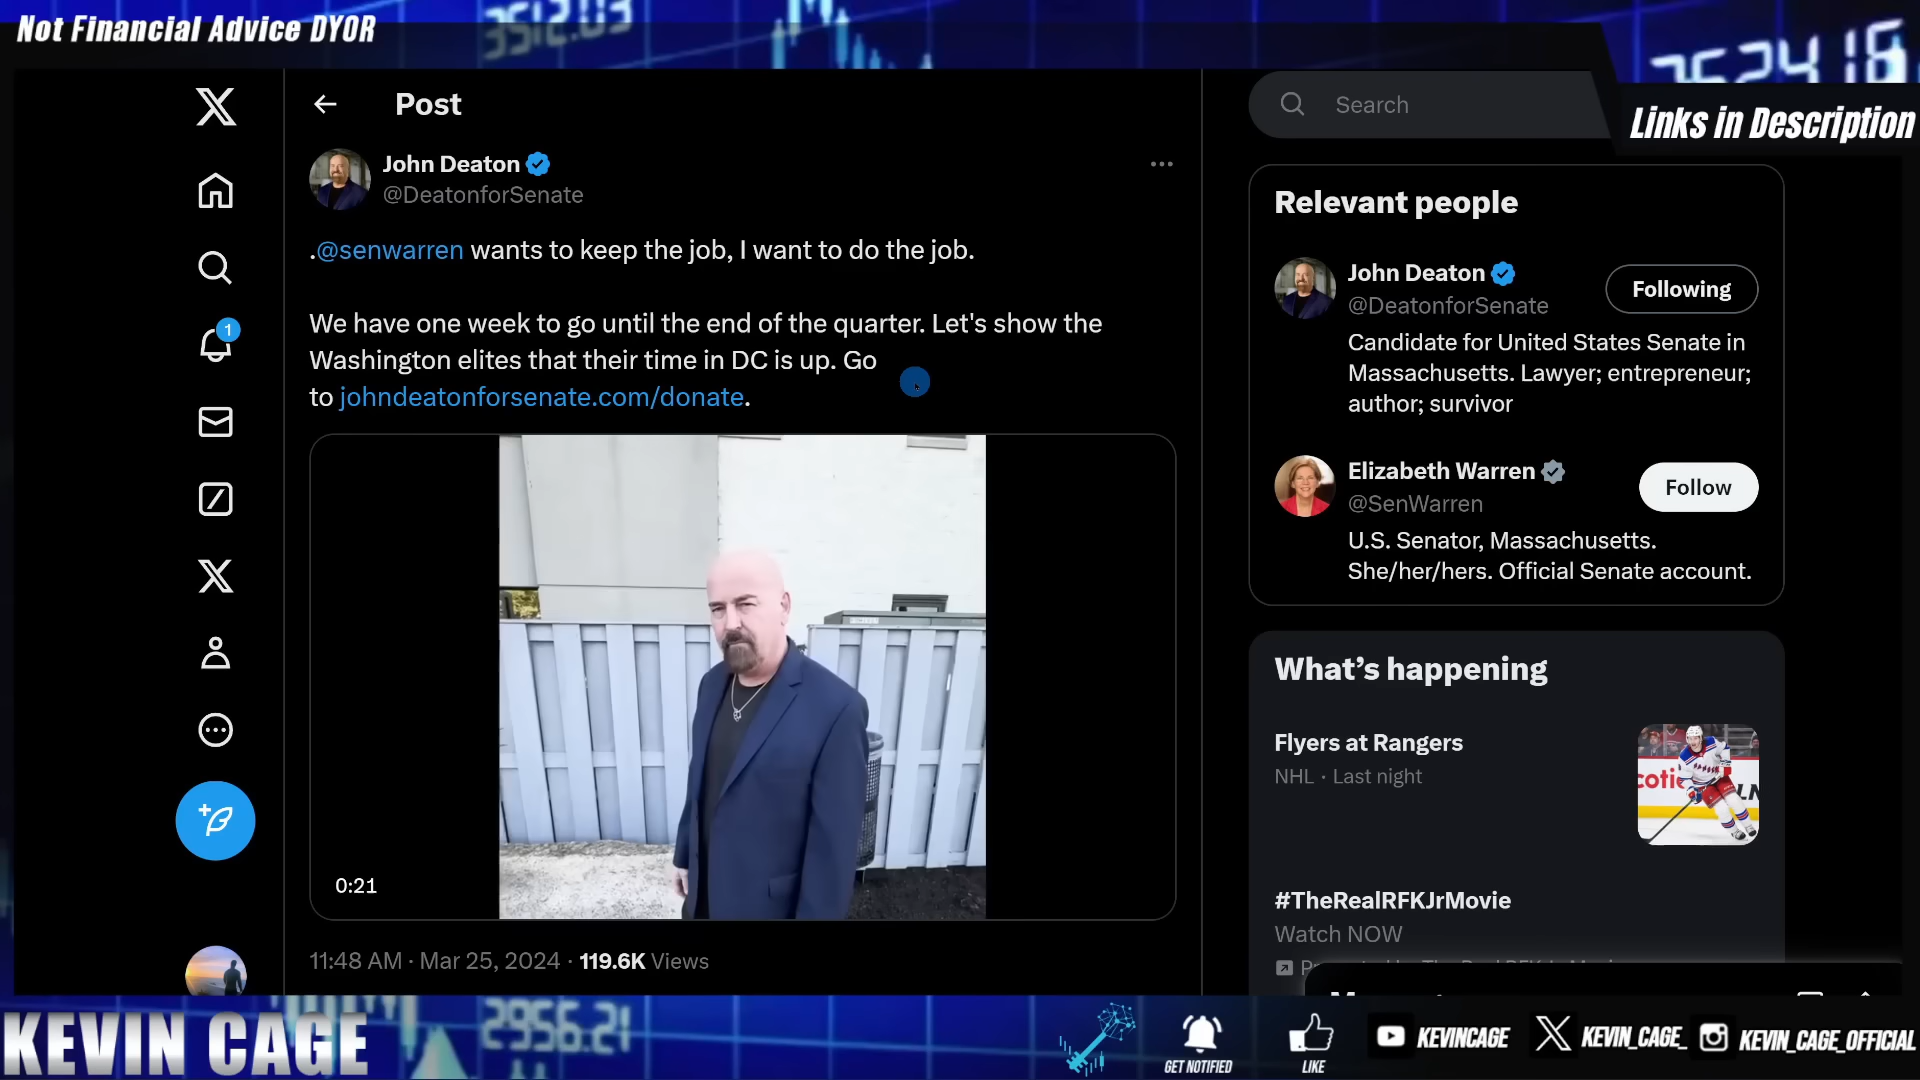 Not Financial Advice DYOR
3512.03
Links in Description
Post
Search
John Deaton
@DeatonforSenate
.@senwarren wants to keep the job, I want to do the job.
We have one week to go until the end of the quarter. Let's show the
Washington elites that their time in DC is up. Go
to johndeatonforsenate.com/donate.
0:21
11:48 AM · Mar 25, 2024 · 119.6K Views
1
Relevant people
John Deaton
@DeatonforSenate
Following
Candidate for United States Senate in
Massachusetts. Lawyer; entrepreneur;
author; survivor
Elizabeth Warren
@SenWarren
Follow
U.S. Senator, Massachusetts.
She/her/hers. Official Senate account.
What's happening
Flyers at Rangers
NHL · Last night
#TheRealRFKJrMovie
Watch NOW
KEVIN CAGE
2956.21
GET NOTIFIED
LIKE
KEVINCAGE
KEVIN_CAGE_
KEVIN_CAGE_OFFICIAL